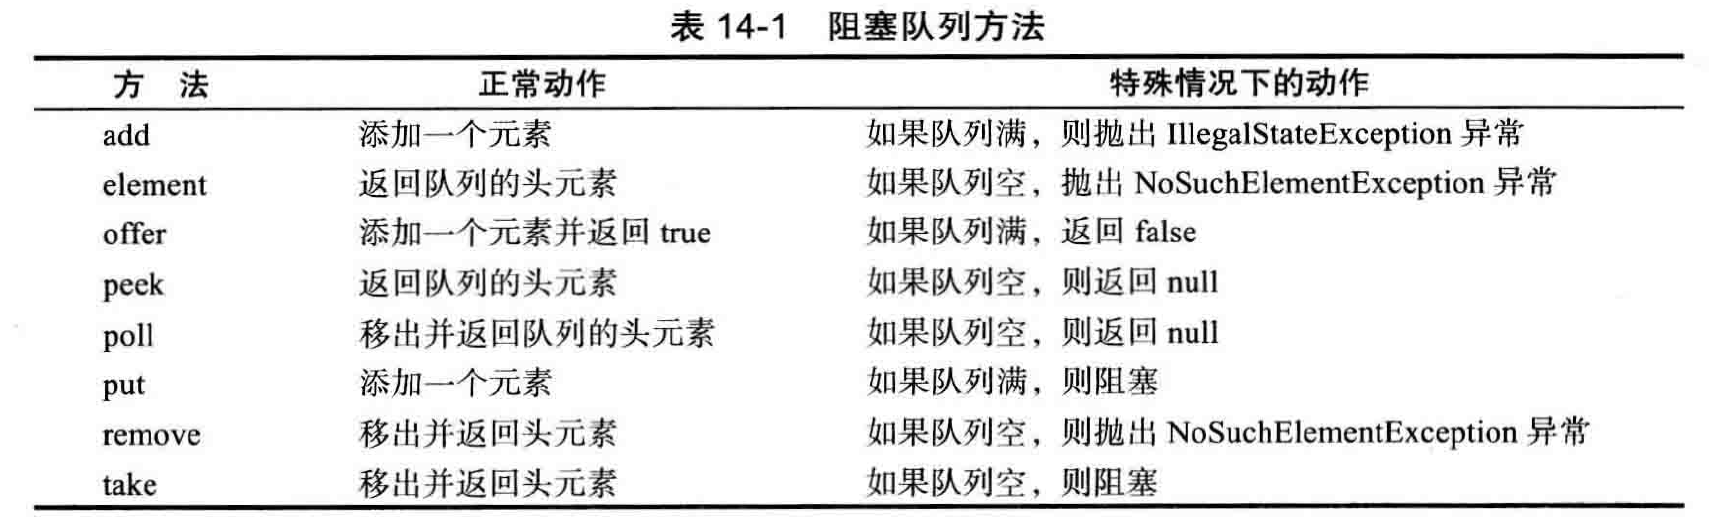 表 14-1 阻塞队列方法
方 法 正常动作 特殊情况下的动作
add 添加一个元素 如果队列满，则抛出 IllegalStateException 异常
element 返回队列的头元素 如果队列空，抛出 NoSuchElementException 异常
offer 添加一个元素并返回 true 如果队列满，返回 false
peek 返回队列的头元素 如果队列空，则返回 null
poll 移出并返回队列的头元素 如果队列空，则返回 null
put 添加一个元素 如果队列满，则阻塞
remove 移出并返回头元素 如果队列空，则抛出 NoSuchElementException 异常
take 移出并返回头元素 如果队列空，则阻塞